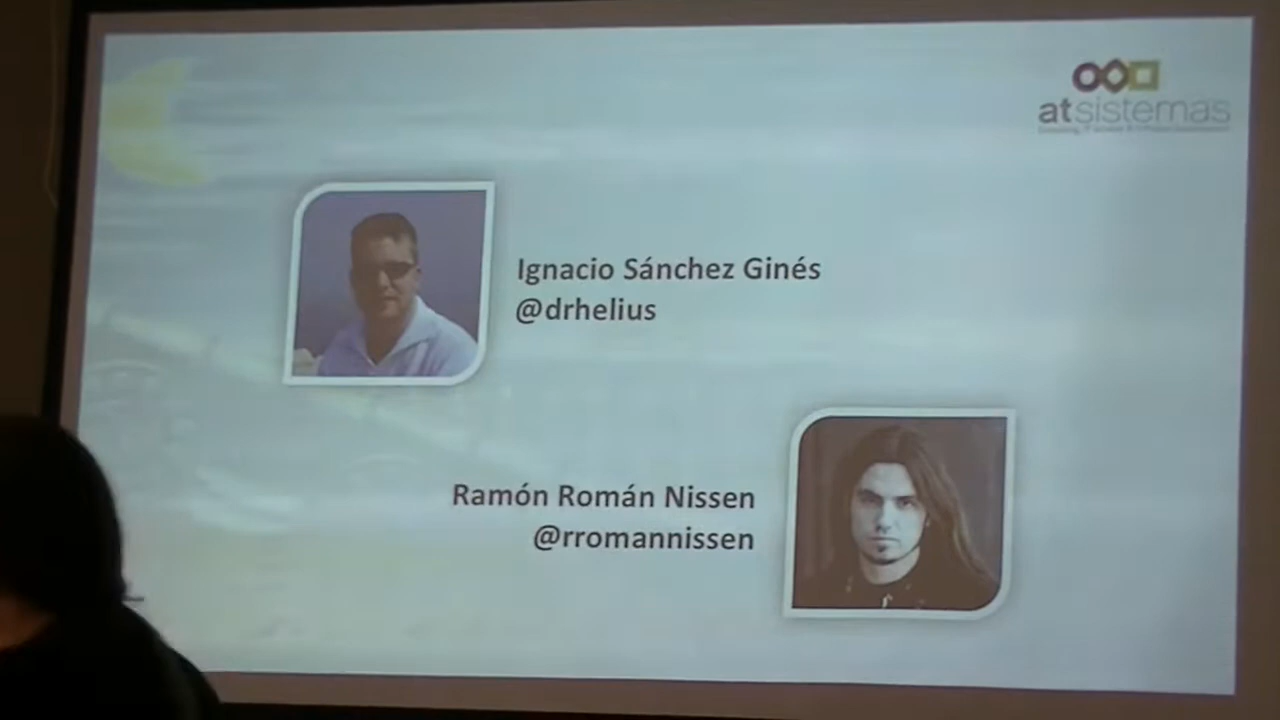 atsistemas
Ignacio Sánchez Ginés
@drhelius
Ramón Román Nissen
@rromannissen